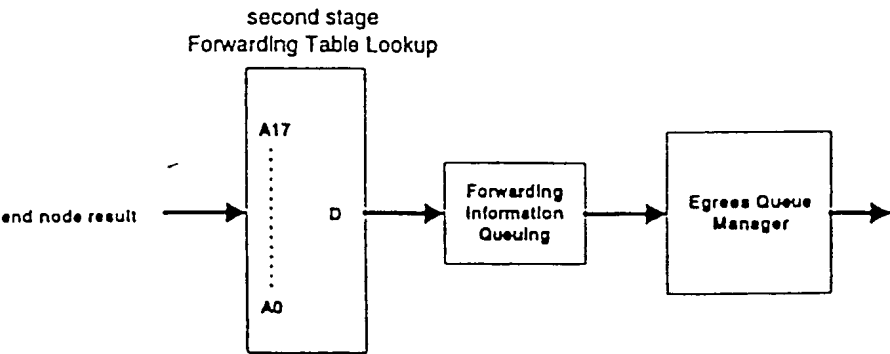 second stage
Forwarding Table Lookup
A17
end node result
D
A0
Forwarding
Information
Queuing
Egress Queue
Manager